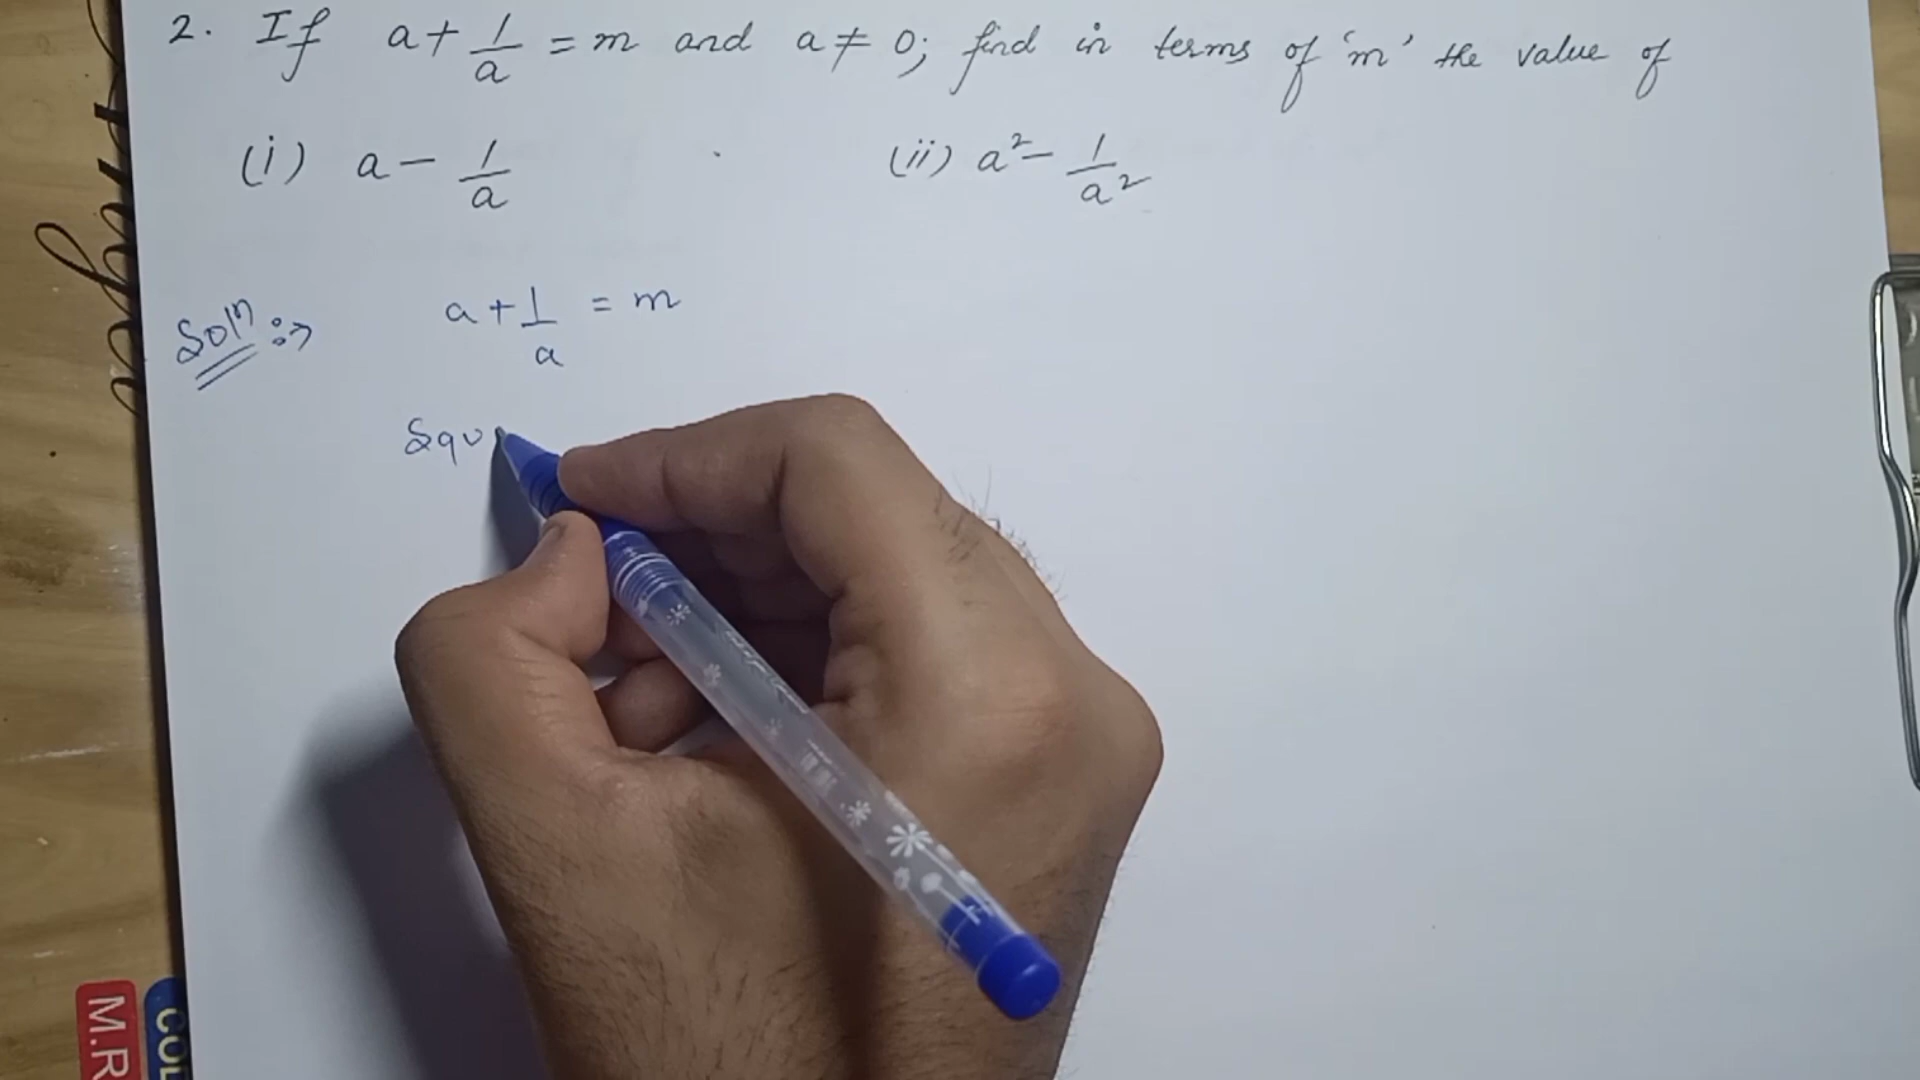 2. If a + 1/a = m and a ≠ 0; find in terms of 'm' the value of
(i) a - 1/a (ii) a² - 1/a²
Solⁿ :→ a + 1/a = m
Squ
M.R
COL